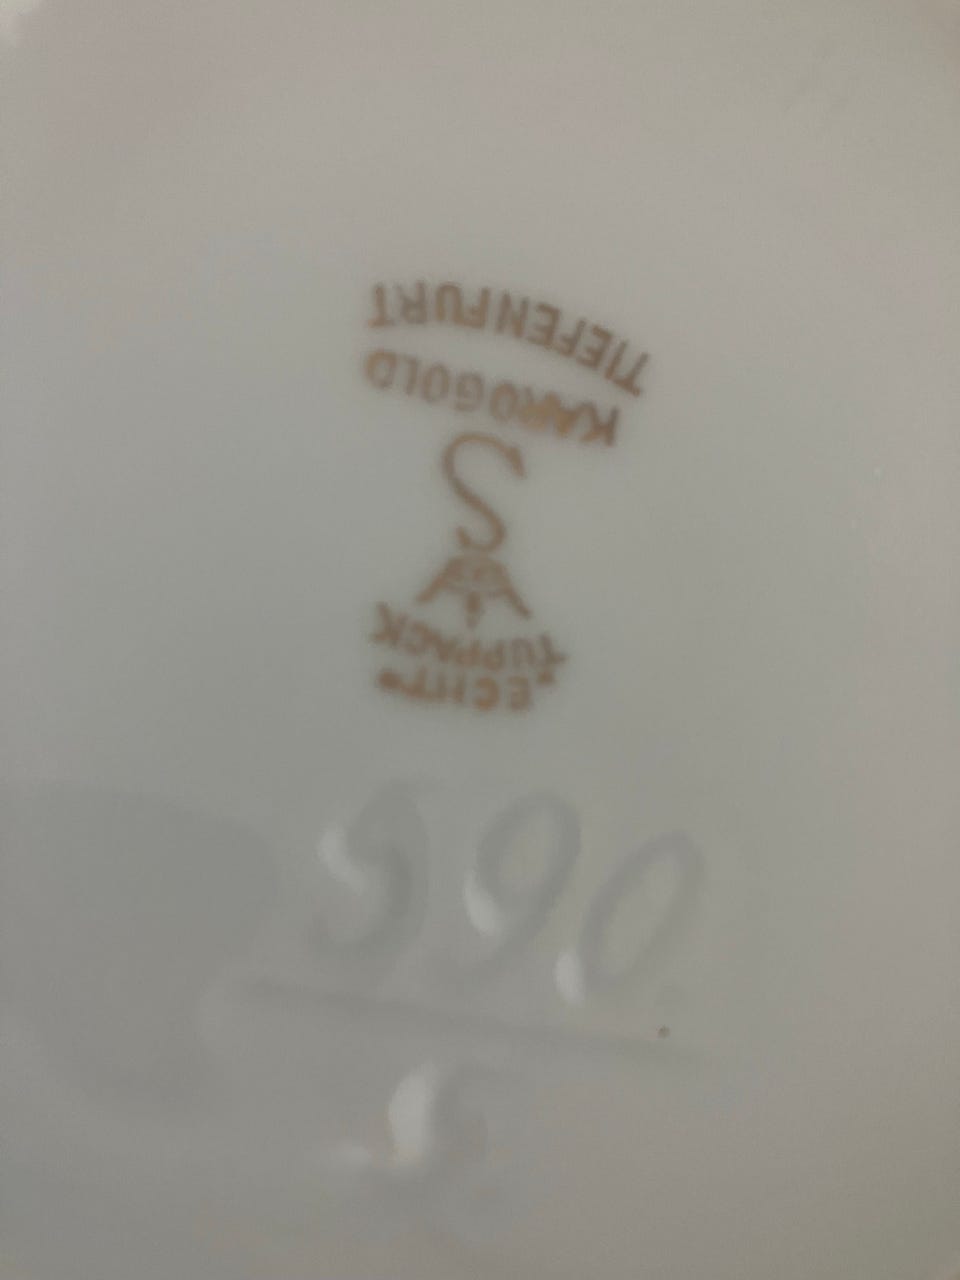 "ECHT"
TUPPACK
S
KAROGOLD
TIEFENFURT